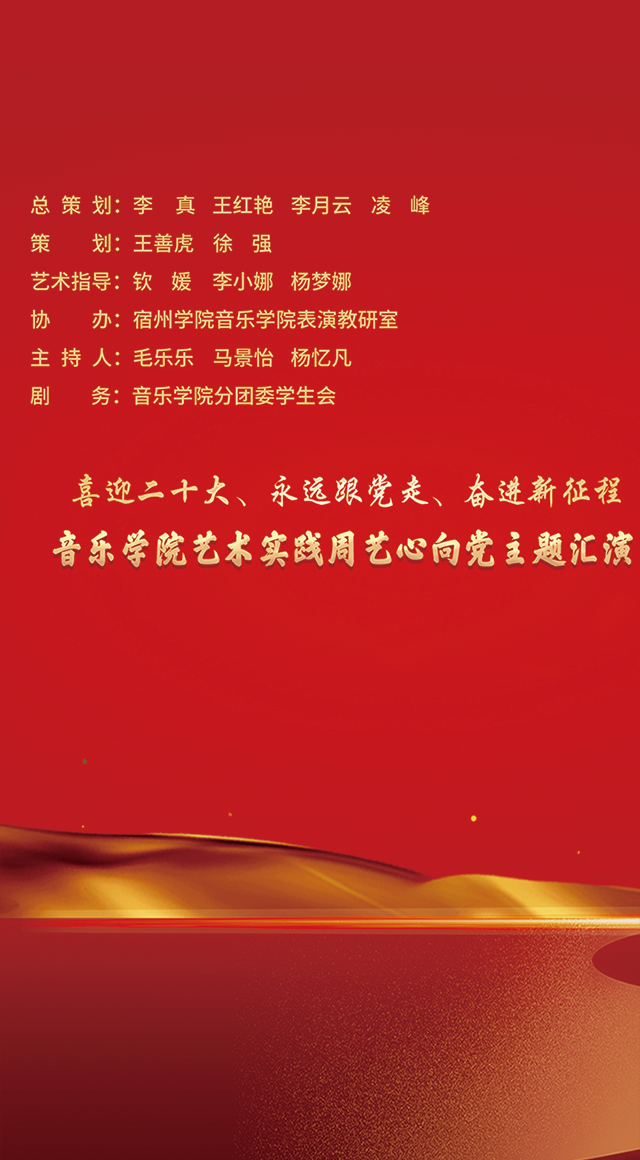 总策划：李真 王红艳 李月云 凌峰
策划：王善虎 徐强
艺术指导：钦媛 李小娜 杨梦娜
协办：宿州学院音乐学院表演教研室
主持人：毛乐乐 马景怡 杨忆凡
剧务：音乐学院分团委学生会
喜迎二十大、永远跟党走、奋进新征程
音乐学院艺术实践周艺心向党主题汇演